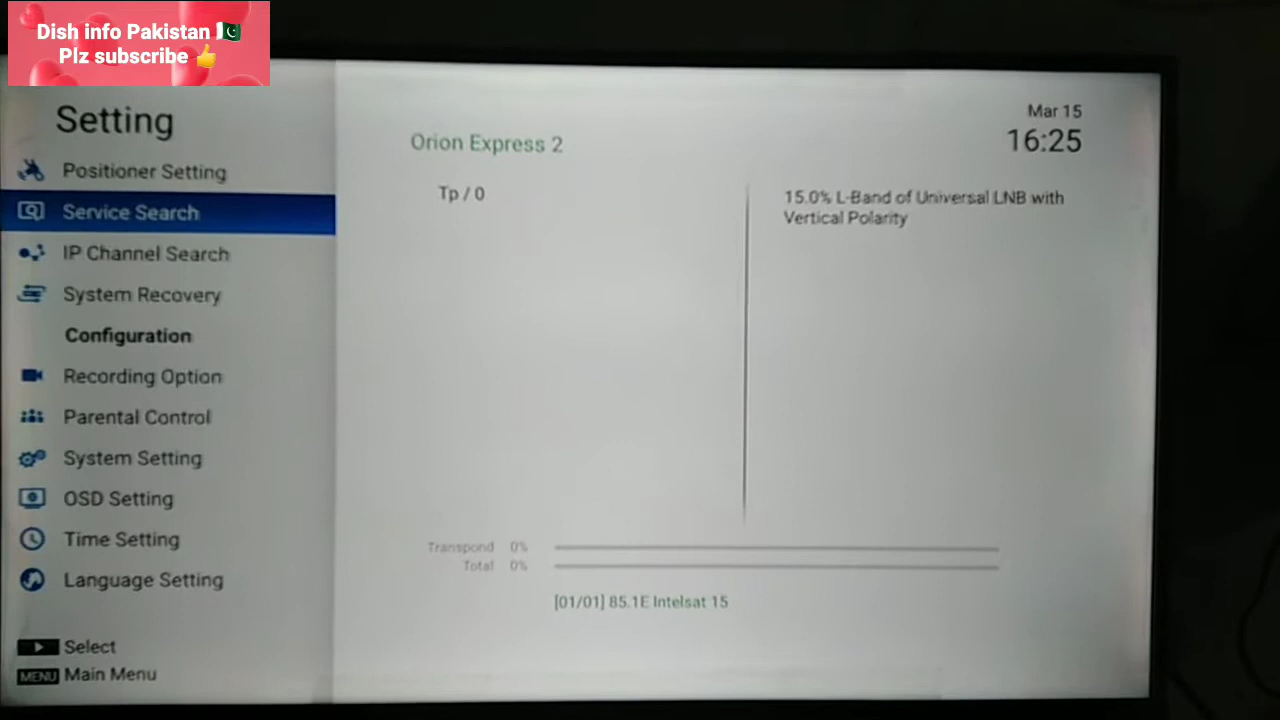 Dish info Pakistan 🇵🇰
Plz subscribe 👍
Setting
Positioner Setting
Service Search
IP Channel Search
System Recovery
Configuration
Recording Option
Parental Control
System Setting
OSD Setting
Time Setting
Language Setting
Select
MENU Main Menu
Orion Express 2
Tp / 0
Mar 15
16:25
15.0% L-Band of Universal LNB with
Vertical Polarity
Transpond 0%
Total 0%
[01/01] 85.1E Intelsat 15